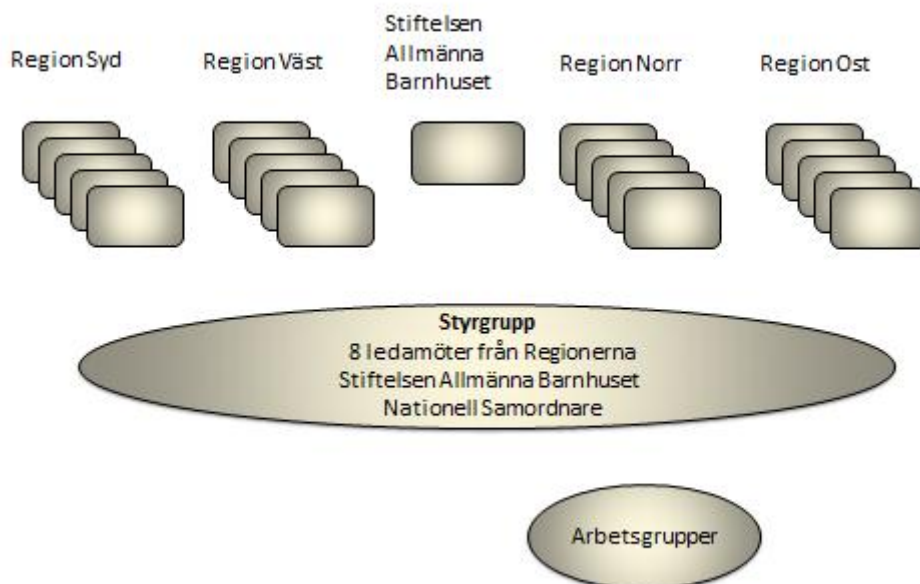 Region Syd
Region Väst
Stiftelsen
Allmänna
Barnhuset
Region Norr
Region Ost
Styrgrupp
8 ledamöter från Regionerna
Stiftelsen Allmänna Barnhuset
Nationell Samordnare
Arbetsgrupper